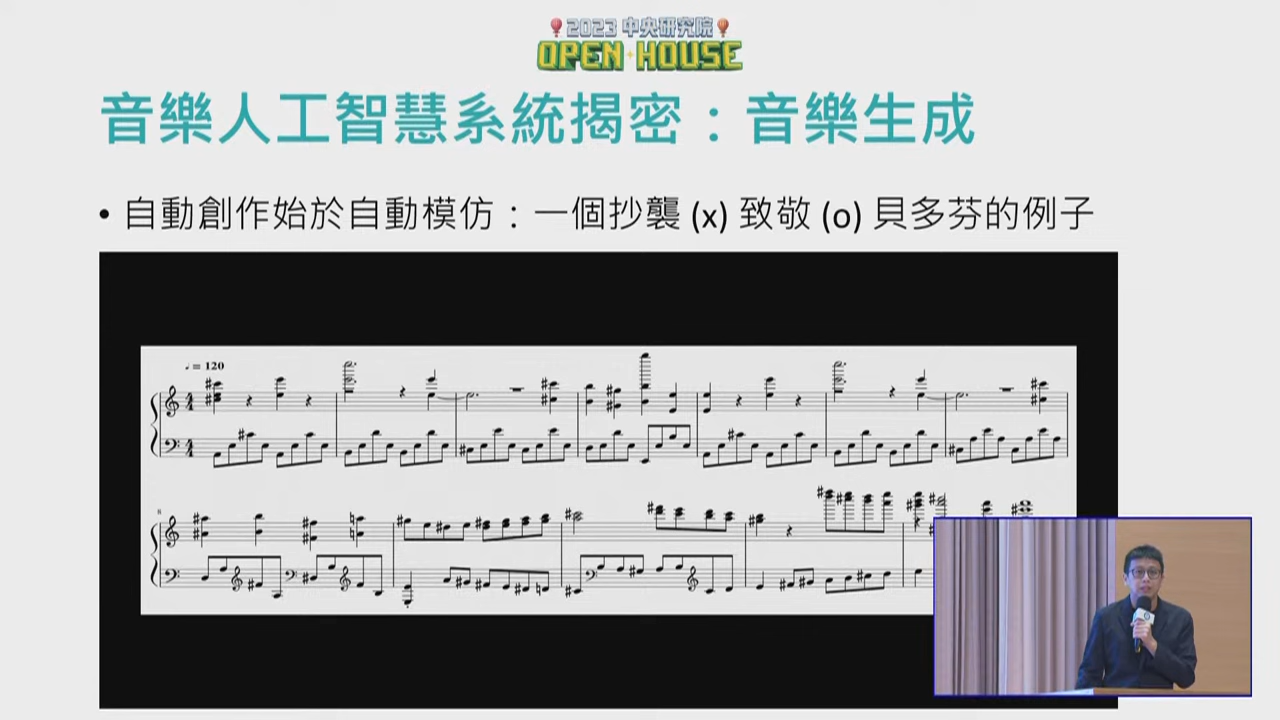 2023 中央研究院
OPEN HOUSE
音樂人工智慧系統揭密：音樂生成
• 自動創作始於自動模仿：一個抄襲 (x) 致敬 (o) 貝多芬的例子
♩ = 120
8